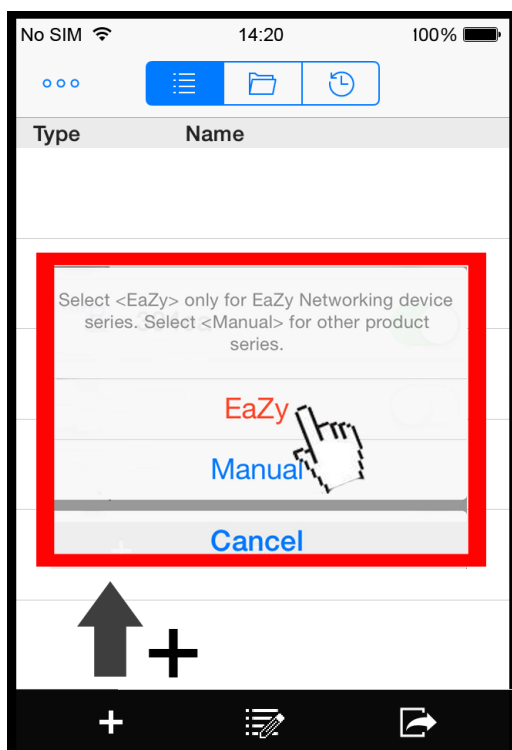 No SIM 14:20 100%
Type Name
Select <EaZy> only for EaZy Networking device
series. Select <Manual> for other product
series.
EaZy
Manual
Cancel
+
+